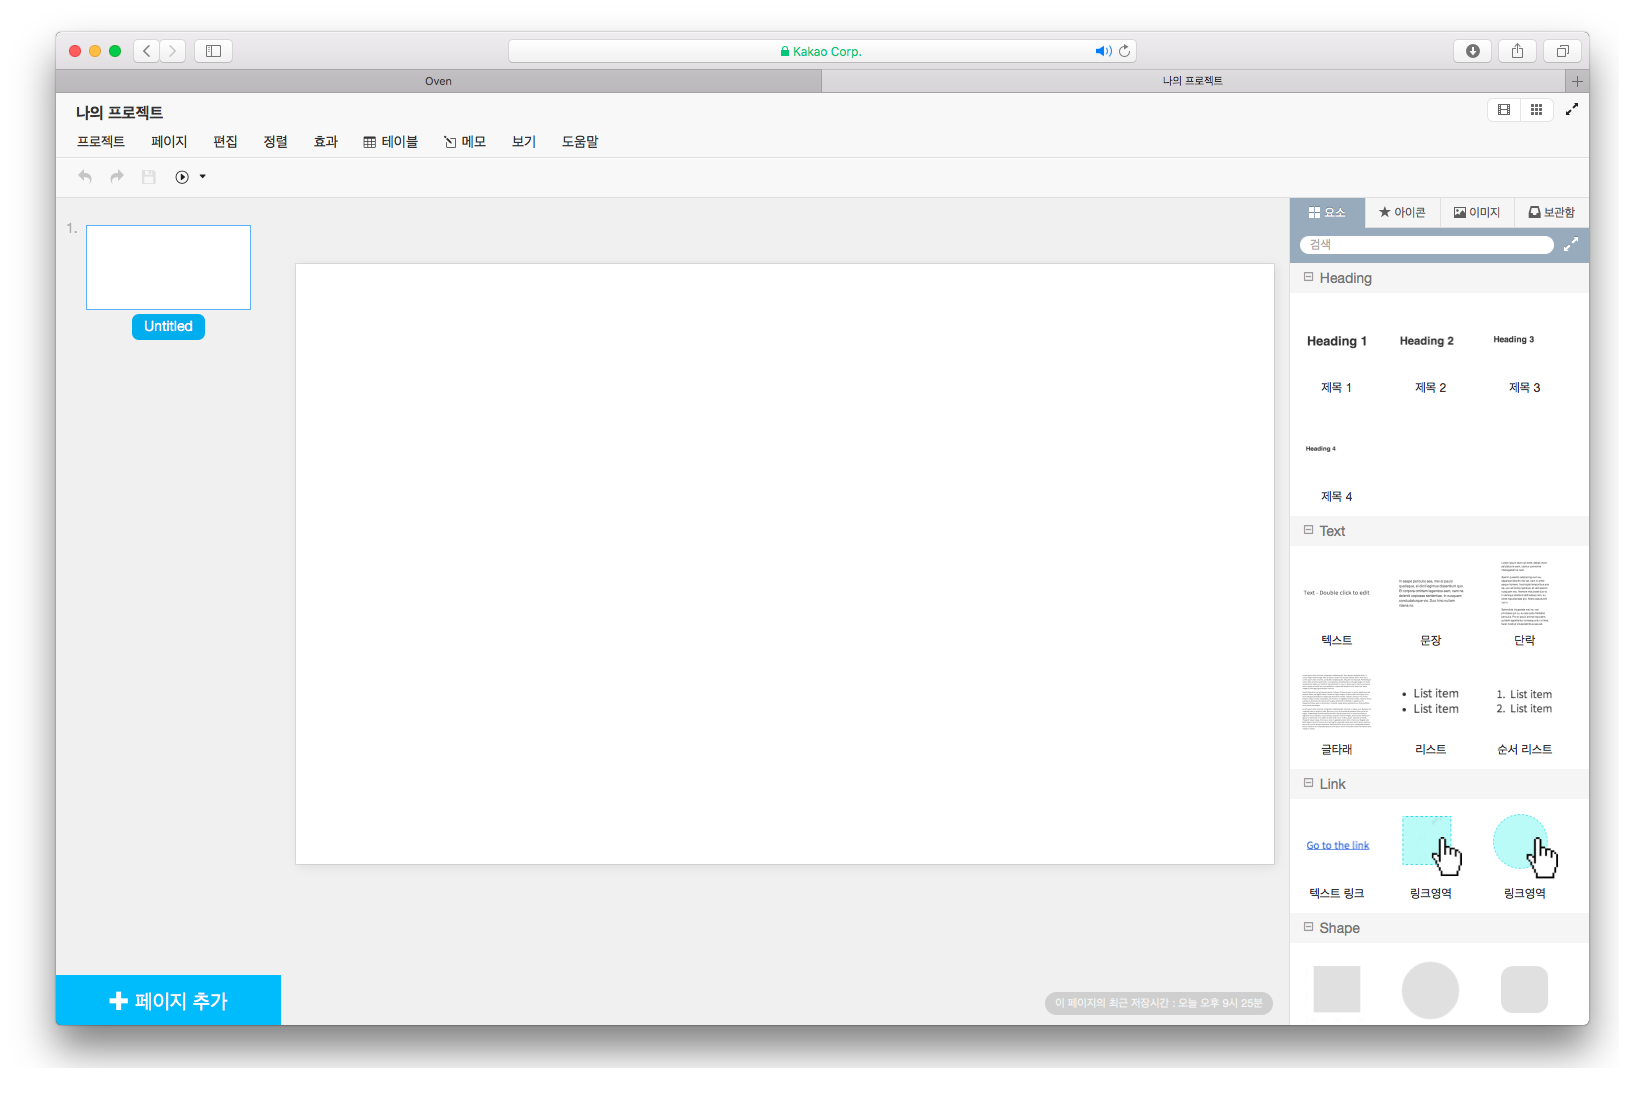 Kakao Corp.
Oven
나의 프로젝트
나의 프로젝트
프로젝트 페이지 편집 정렬 효과 테이블 메모 보기 도움말
1.
Untitled
요소 아이콘 이미지 보관함
검색
Heading
Heading 1 Heading 2 Heading 3
제목 1 제목 2 제목 3
Heading 4
제목 4
Text
Text - Double click to edit
텍스트 문장 단락
• List item
• List item
1. List item
2. List item
글타래 리스트 순서 리스트
Link
Go to the link
텍스트 링크 링크영역 링크영역
Shape
페이지 추가
이 페이지의 최근 저장시간 : 오늘 오후 9시 25분